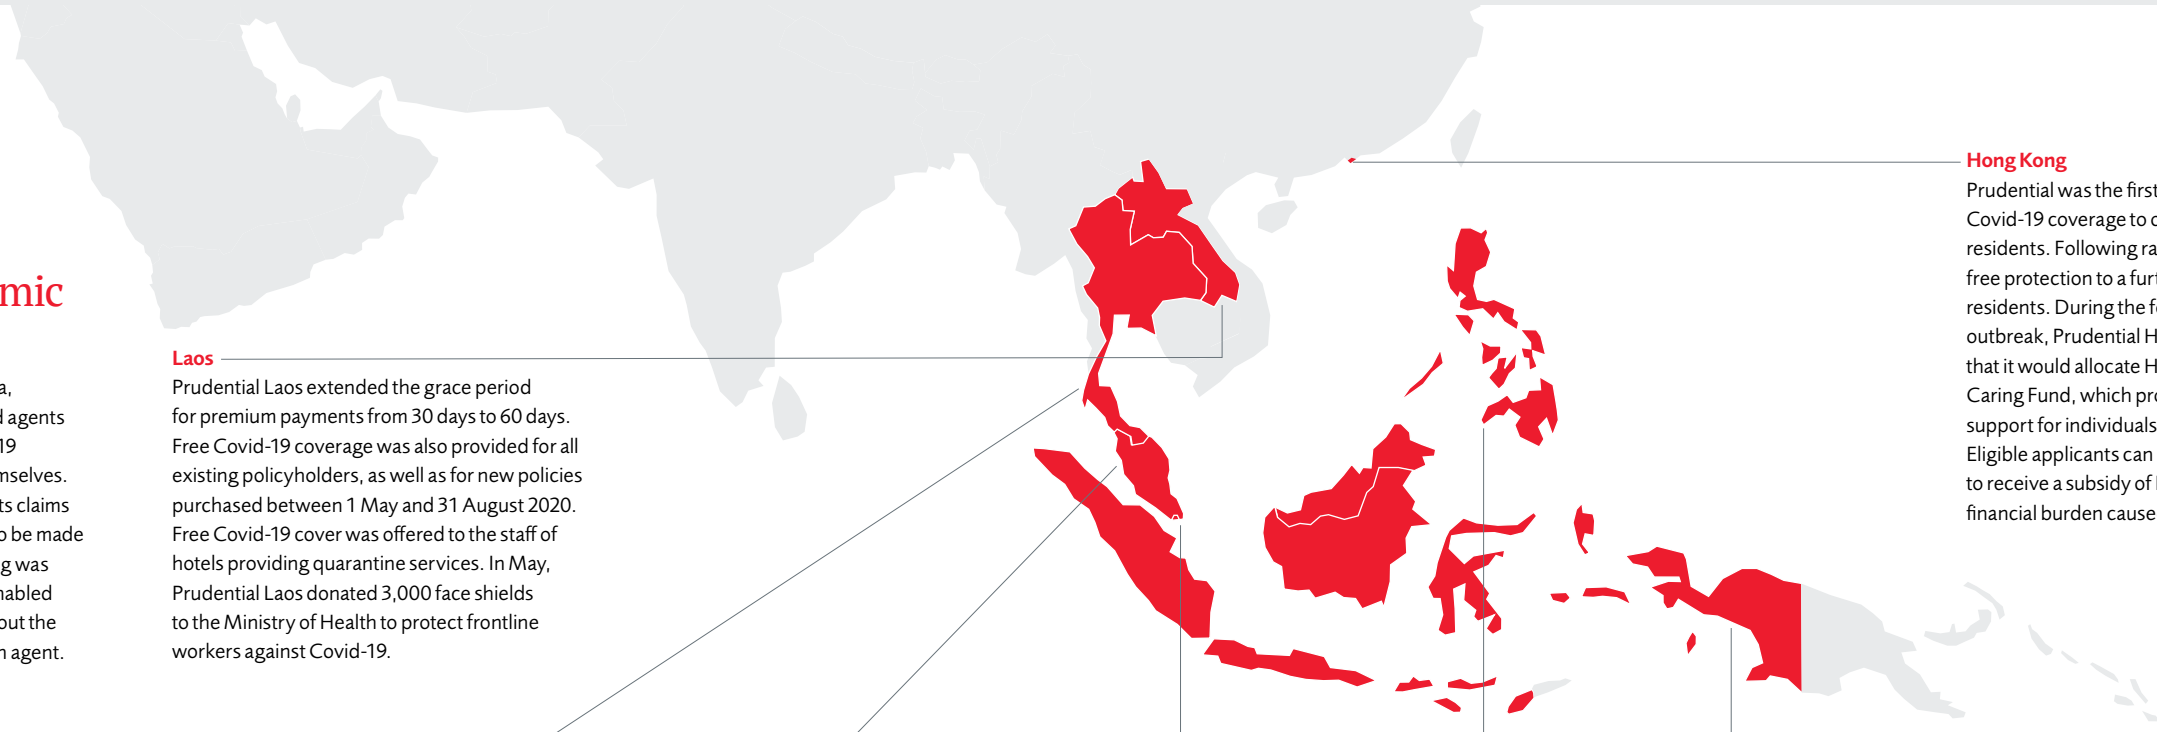 mic
a,
d agents
19
mselves.
ts claims
o be made
g was
nabled
out the
n agent.
Laos
Prudential Laos extended the grace period
for premium payments from 30 days to 60 days.
Free Covid-19 coverage was also provided for all
existing policyholders, as well as for new policies
purchased between 1 May and 31 August 2020.
Free Covid-19 cover was offered to the staff of
hotels providing quarantine services. In May,
Prudential Laos donated 3,000 face shields
to the Ministry of Health to protect frontline
workers against Covid-19.
Hong Kong
Prudential was the first
Covid-19 coverage to c
residents. Following ra
free protection to a furt
residents. During the f
outbreak, Prudential H
that it would allocate H
Caring Fund, which pro
support for individuals
Eligible applicants can
to receive a subsidy of
financial burden cause